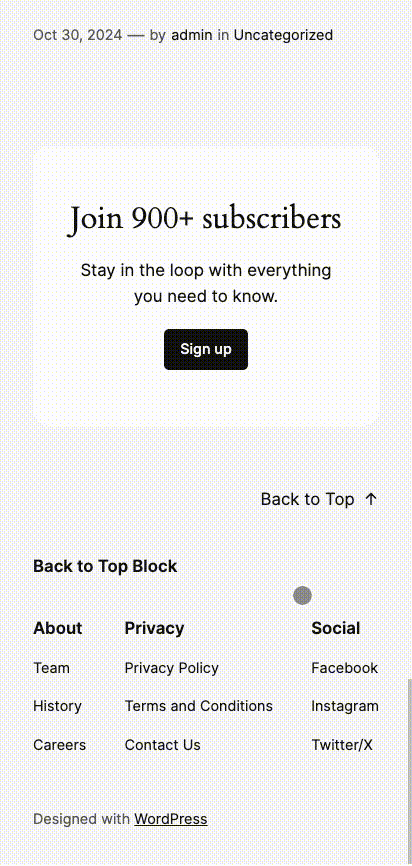 Oct 30, 2024 — by admin in Uncategorized
Join 900+ subscribers
Stay in the loop with everything
you need to know.
Sign up
Back to Top ↑
Back to Top Block
About
Team
History
Careers
Privacy
Privacy Policy
Terms and Conditions
Contact Us
Social
Facebook
Instagram
Twitter/X
Designed with WordPress